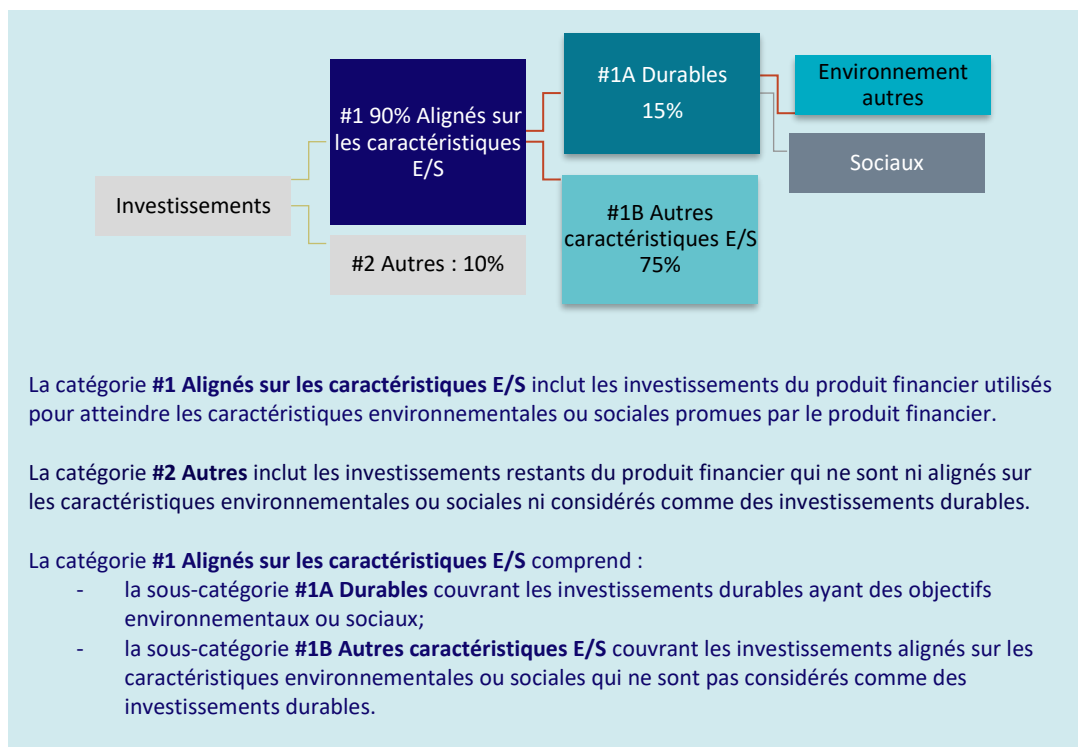 Investissements
#1 90% Alignés sur
les caractéristiques
E/S
#2 Autres : 10%
#1A Durables
15%
#1B Autres
caractéristiques E/S
75%
Environnement
autres
Sociaux
La catégorie #1 Alignés sur les caractéristiques E/S inclut les investissements du produit financier utilisés
pour atteindre les caractéristiques environnementales ou sociales promues par le produit financier.
La catégorie #2 Autres inclut les investissements restants du produit financier qui ne sont ni alignés sur
les caractéristiques environnementales ou sociales ni considérés comme des investissements durables.
La catégorie #1 Alignés sur les caractéristiques E/S comprend :
- la sous-catégorie #1A Durables couvrant les investissements durables ayant des objectifs
environnementaux ou sociaux;
- la sous-catégorie #1B Autres caractéristiques E/S couvrant les investissements alignés sur les
caractéristiques environnementales ou sociales qui ne sont pas considérés comme des
investissements durables.